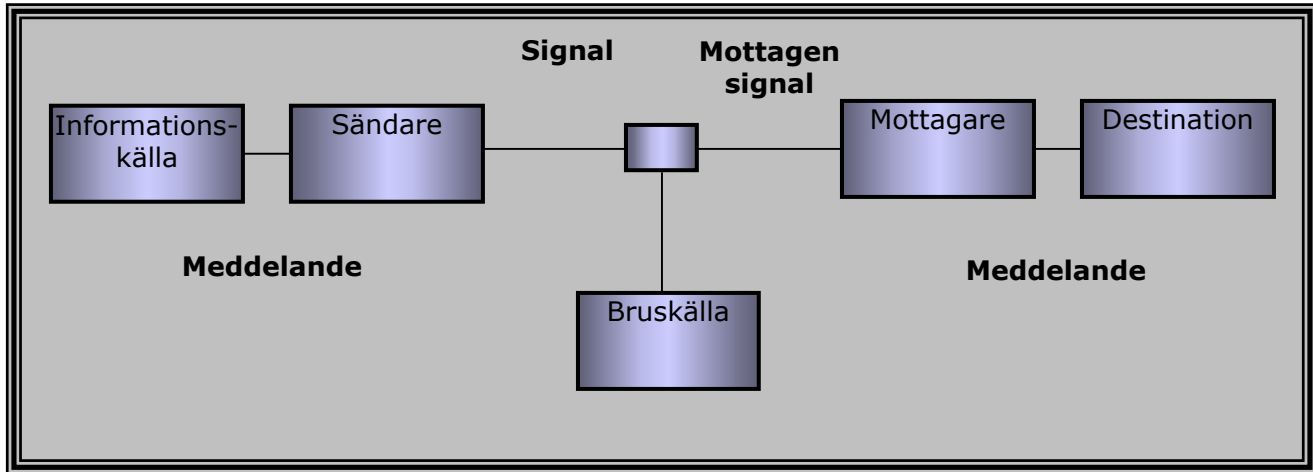 Signal
Mottagen
signal
Informations-
källa
Sändare
Mottagare
Destination
Meddelande
Meddelande
Bruskälla